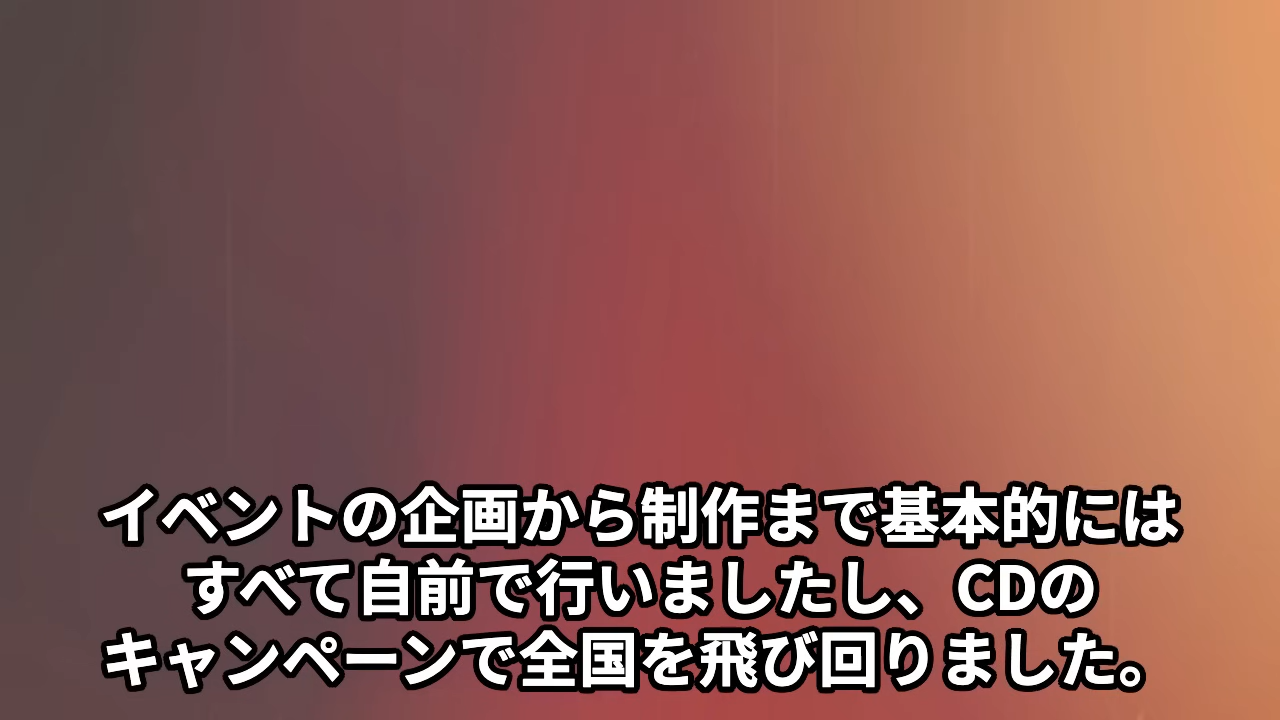 イベントの企画から制作まで基本的には
すべて自前で行いましたし、CDの
キャンペーンで全国を飛び回りました。